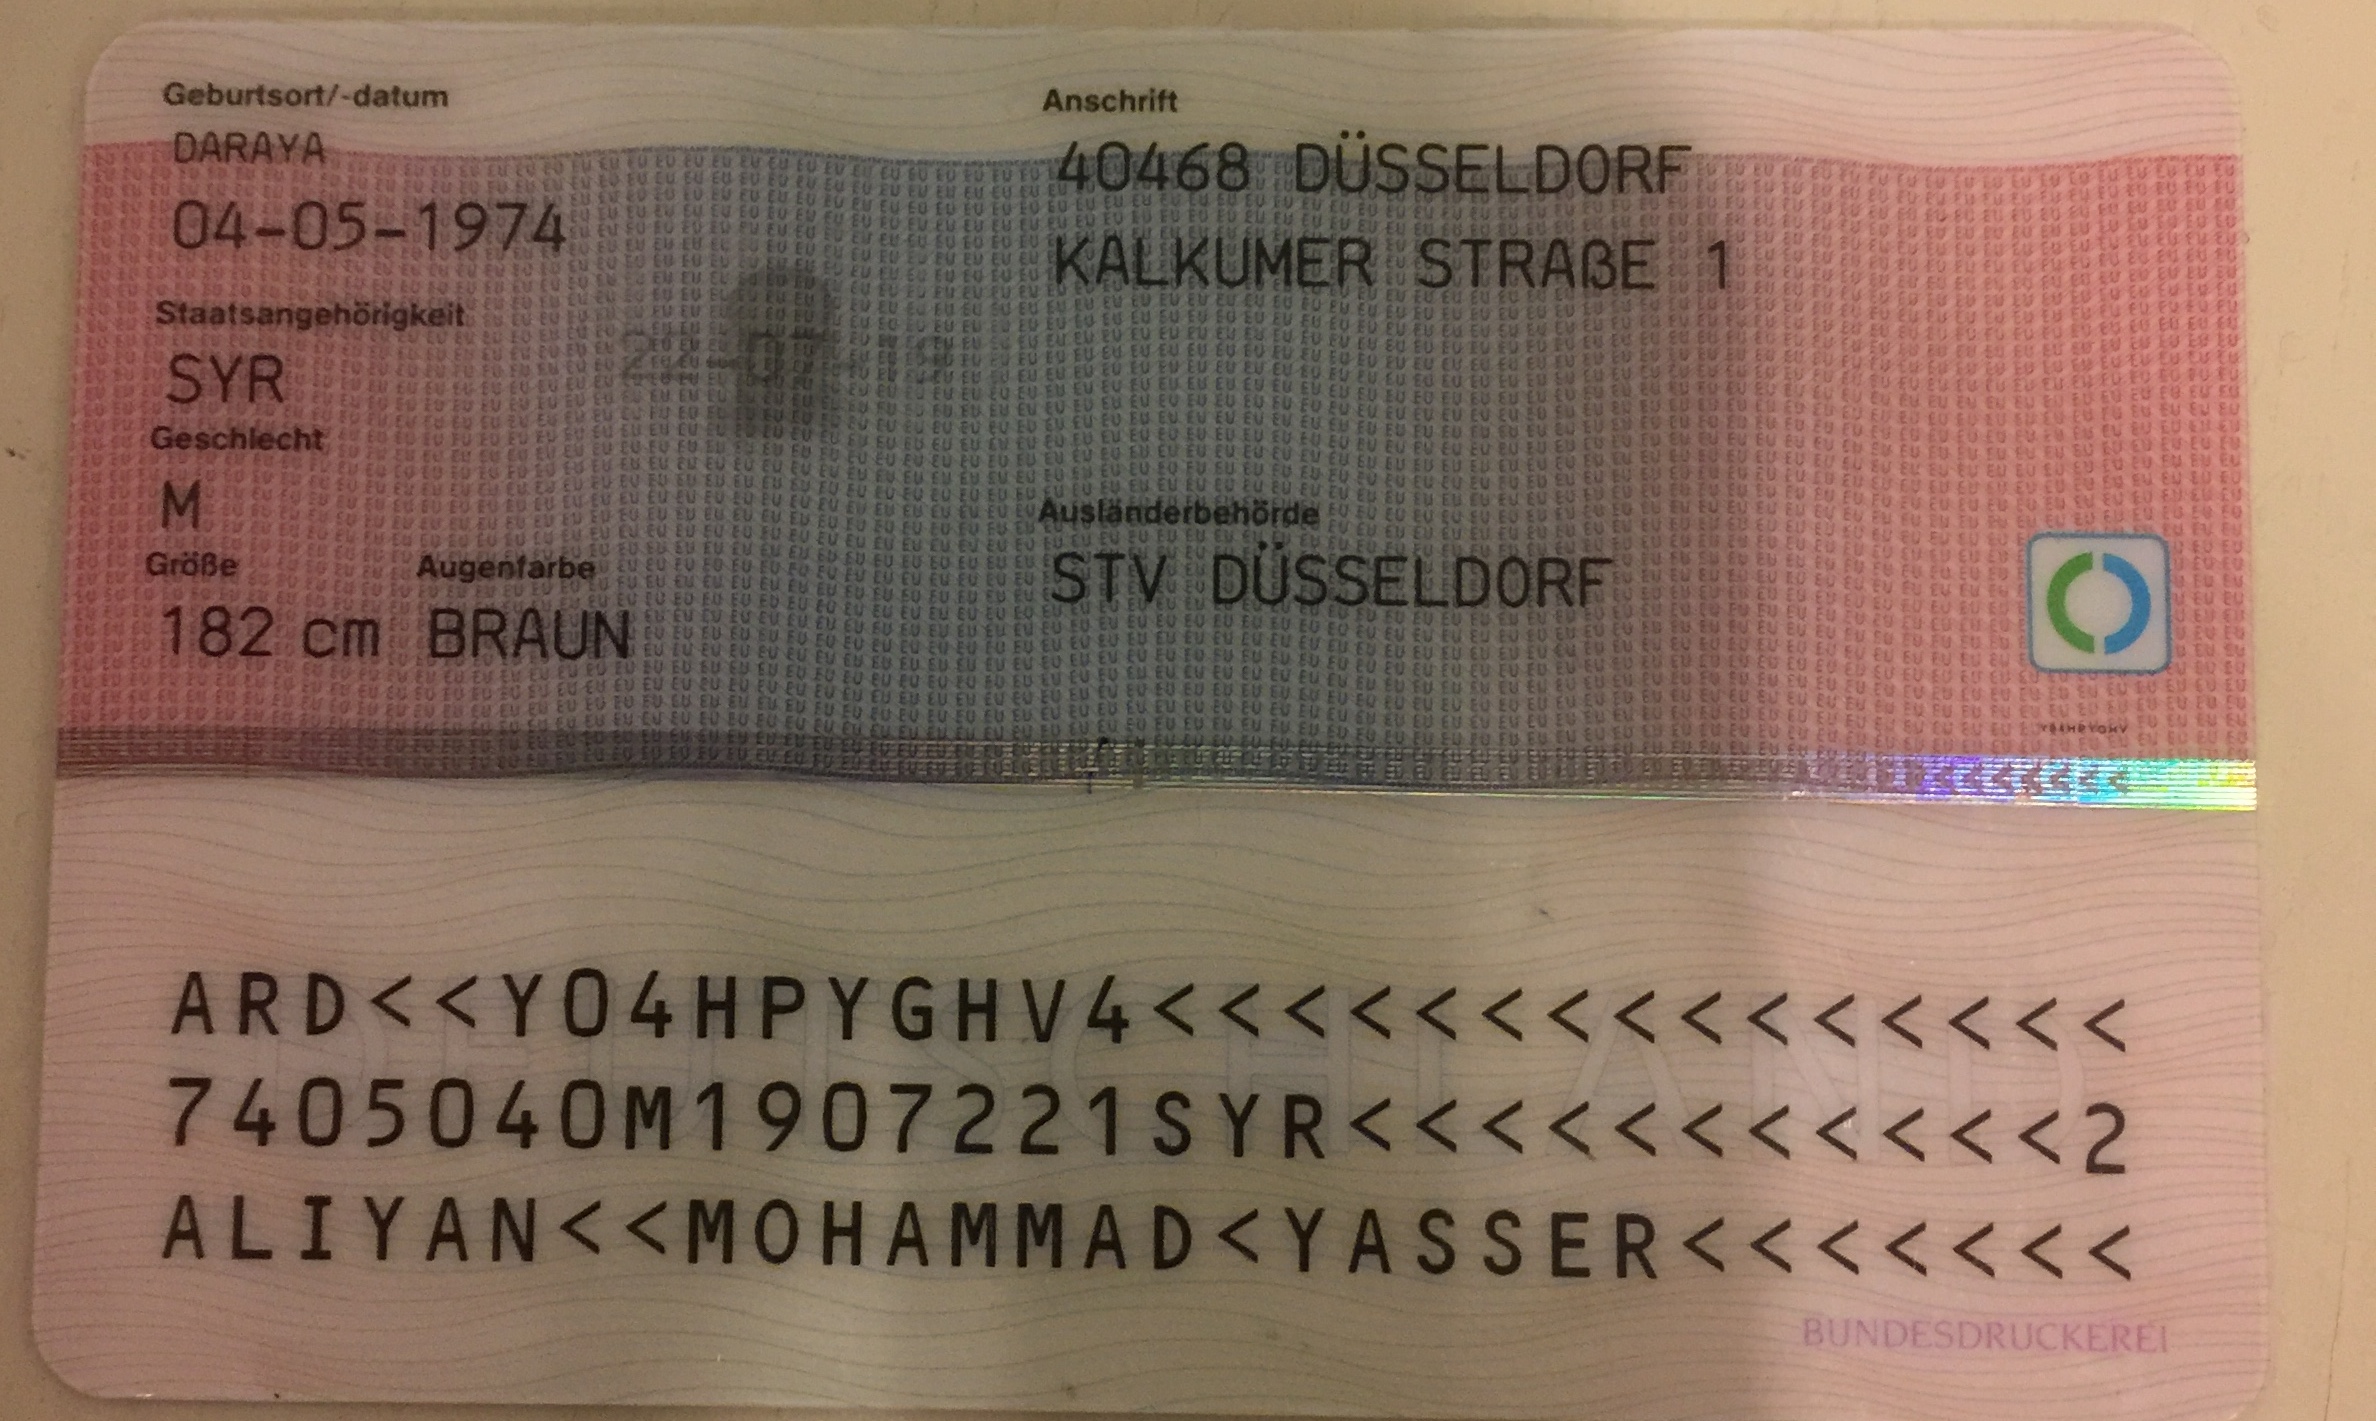 Geburtsort/-datum
DARAYA
04-05-1974
Staatsangehörigkeit
SYR
Geschlecht
M
Größe Augenfarbe
182 cm BRAUN
22-07-19
Anschrift
40468 DÜSSELDORF
KALKUMER STRAßE 1
Ausländerbehörde
STV DÜSSELDORF
ARD<<Y04HPYGHV4<<<<<<<<<<<<<<<
7405040M1907221SYR<<<<<<<<<<<2
ALIYAN<<MOHAMMAD<YASSER<<<<<<<
DEUTSCHLAND
BUNDESDRUCKEREI